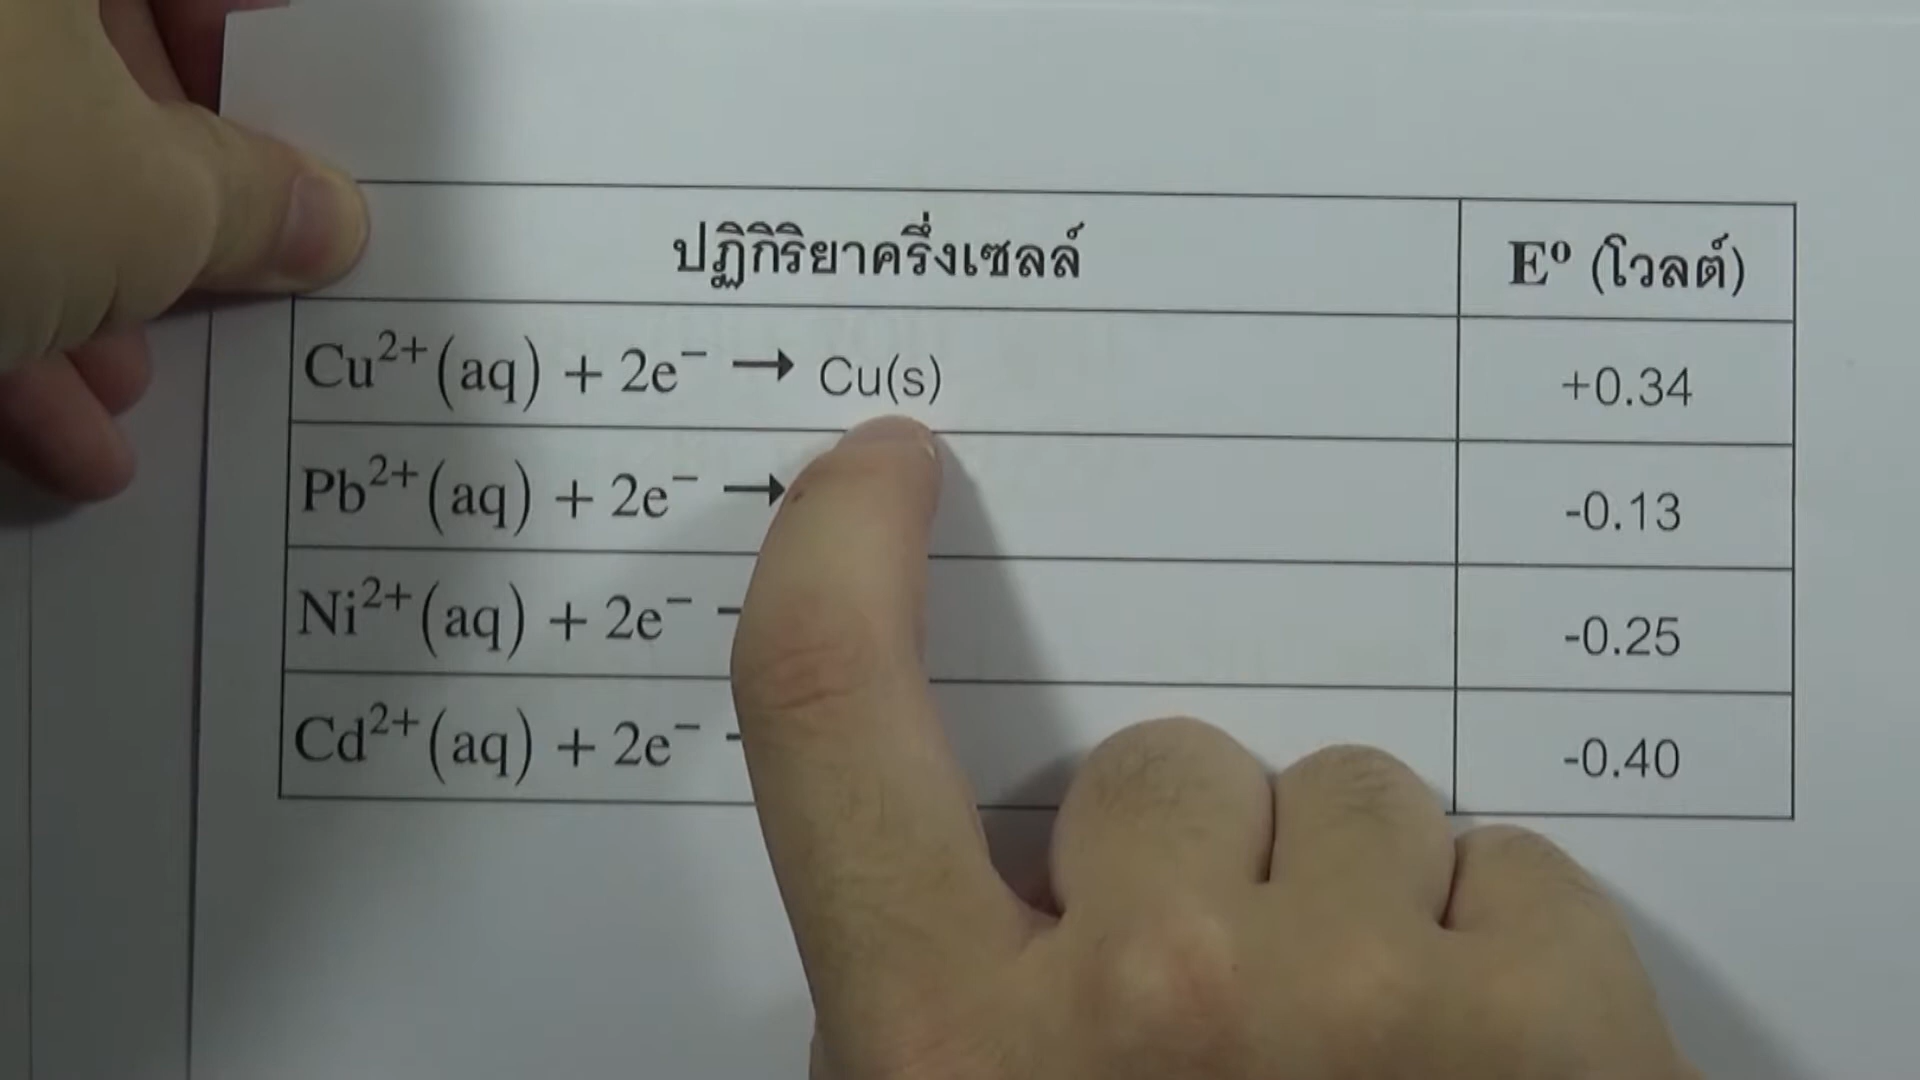 ปฏิกิริยาครึ่งเซลล์ E⁰ (โวลต์)
Cu²⁺(aq) + 2e⁻ → Cu(s) +0.34
Pb²⁺(aq) + 2e⁻ → -0.13
Ni²⁺(aq) + 2e⁻ -0.25
Cd²⁺(aq) + 2e⁻ -0.40